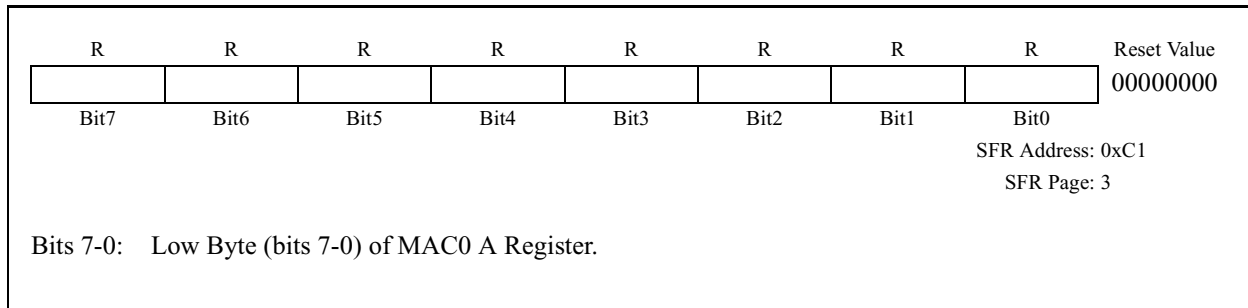 R R R R R R R R Reset Value
00000000
Bit7 Bit6 Bit5 Bit4 Bit3 Bit2 Bit1 Bit0
SFR Address: 0xC1
SFR Page: 3
Bits 7-0: Low Byte (bits 7-0) of MAC0 A Register.